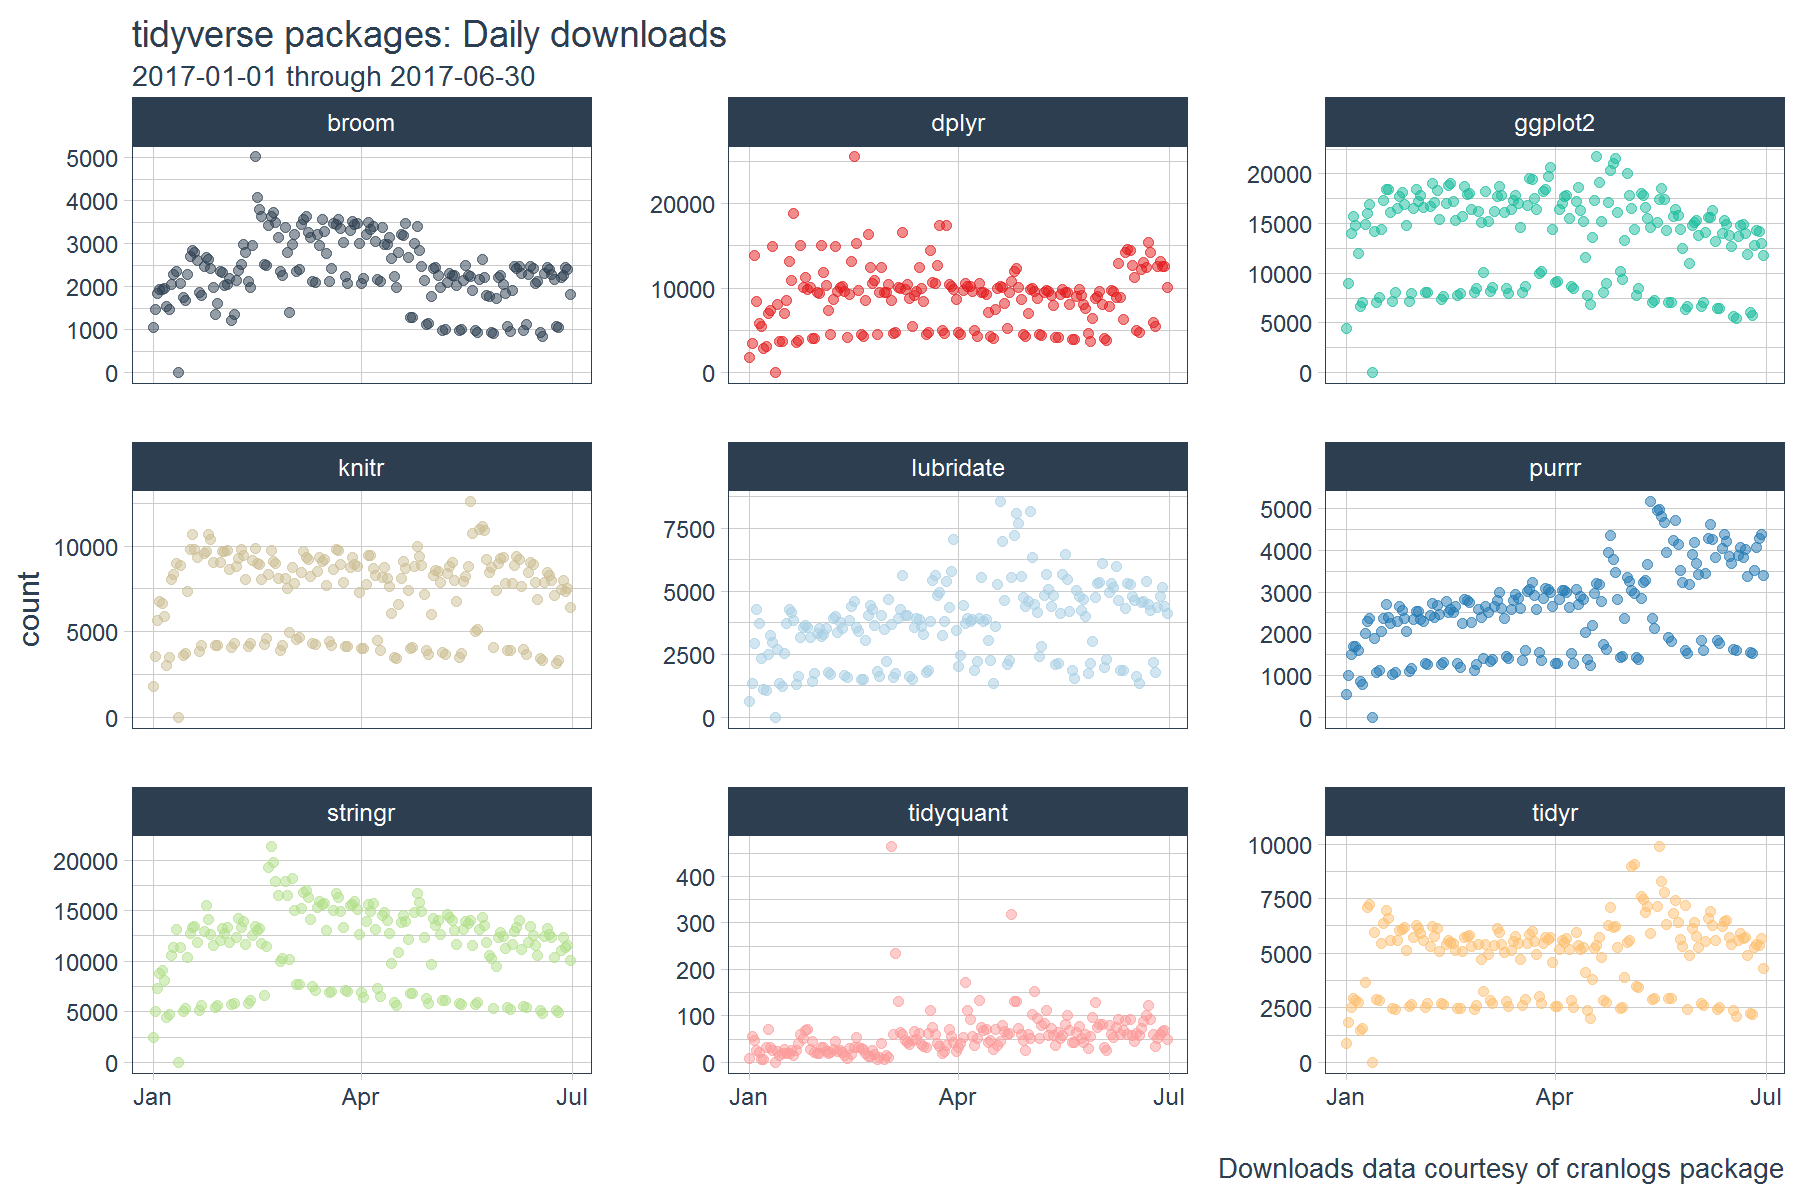 tidyverse packages: Daily downloads
2017-01-01 through 2017-06-30
broom
dplyr
ggplot2
5000
4000
3000
2000
1000
0
20000
10000
0
20000
15000
10000
5000
0
count
knitr
lubridate
purrr
10000
5000
0
7500
5000
2500
0
5000
4000
3000
2000
1000
0
stringr
tidyquant
tidyr
20000
15000
10000
5000
0
400
300
200
100
0
10000
7500
5000
2500
0
Jan Apr Jul
Jan Apr Jul
Jan Apr Jul
Downloads data courtesy of cranlogs package